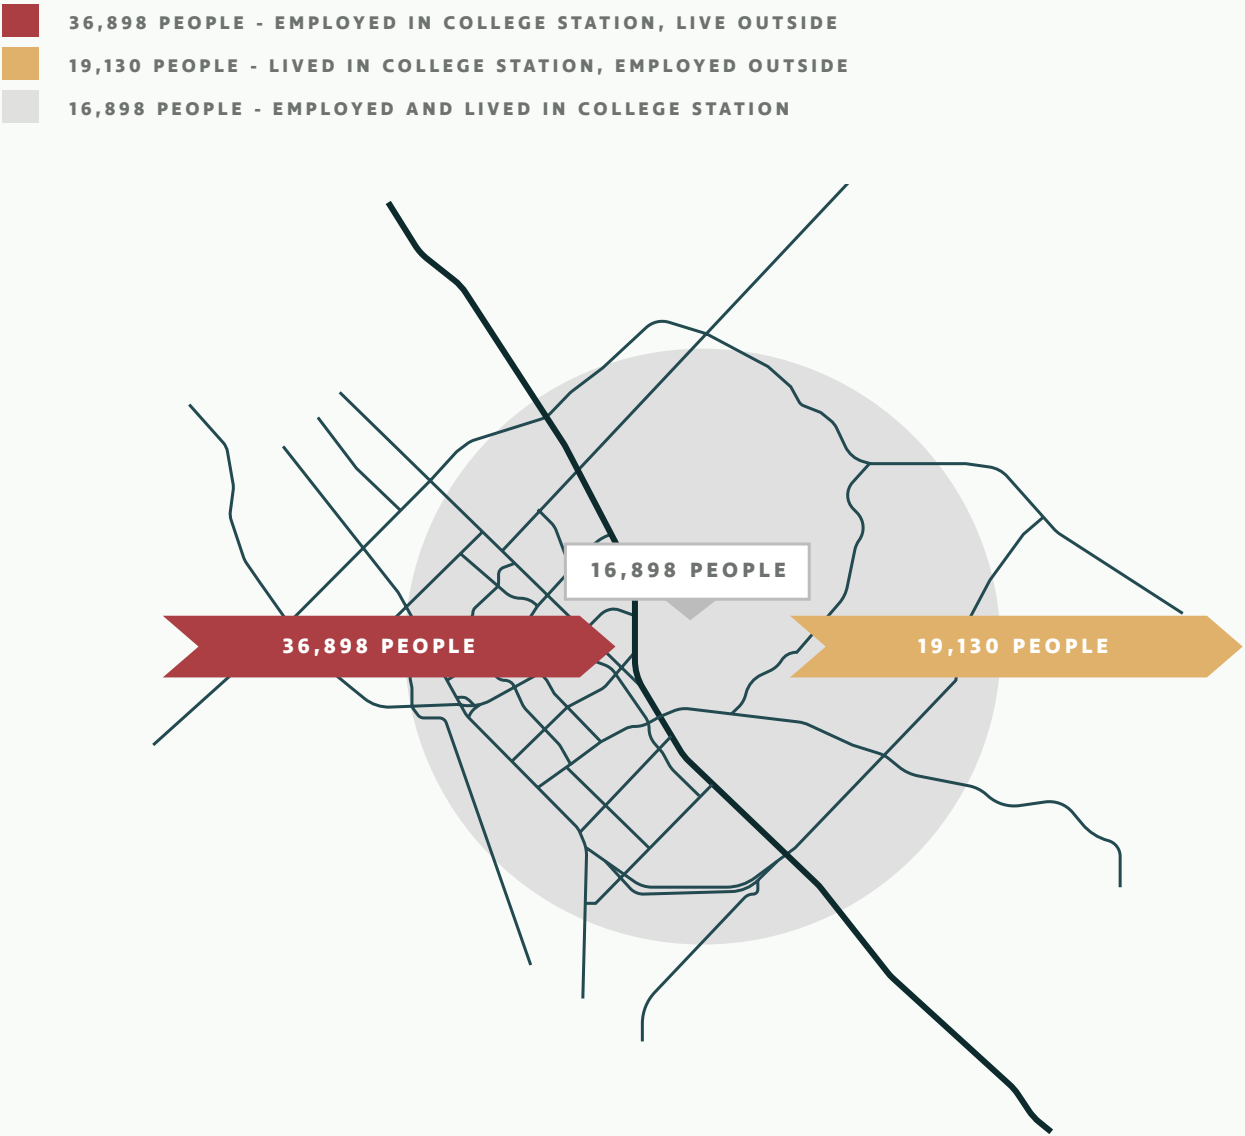 36,898 PEOPLE - EMPLOYED IN COLLEGE STATION, LIVE OUTSIDE
19,130 PEOPLE - LIVED IN COLLEGE STATION, EMPLOYED OUTSIDE
16,898 PEOPLE - EMPLOYED AND LIVED IN COLLEGE STATION
16,898 PEOPLE
36,898 PEOPLE
19,130 PEOPLE